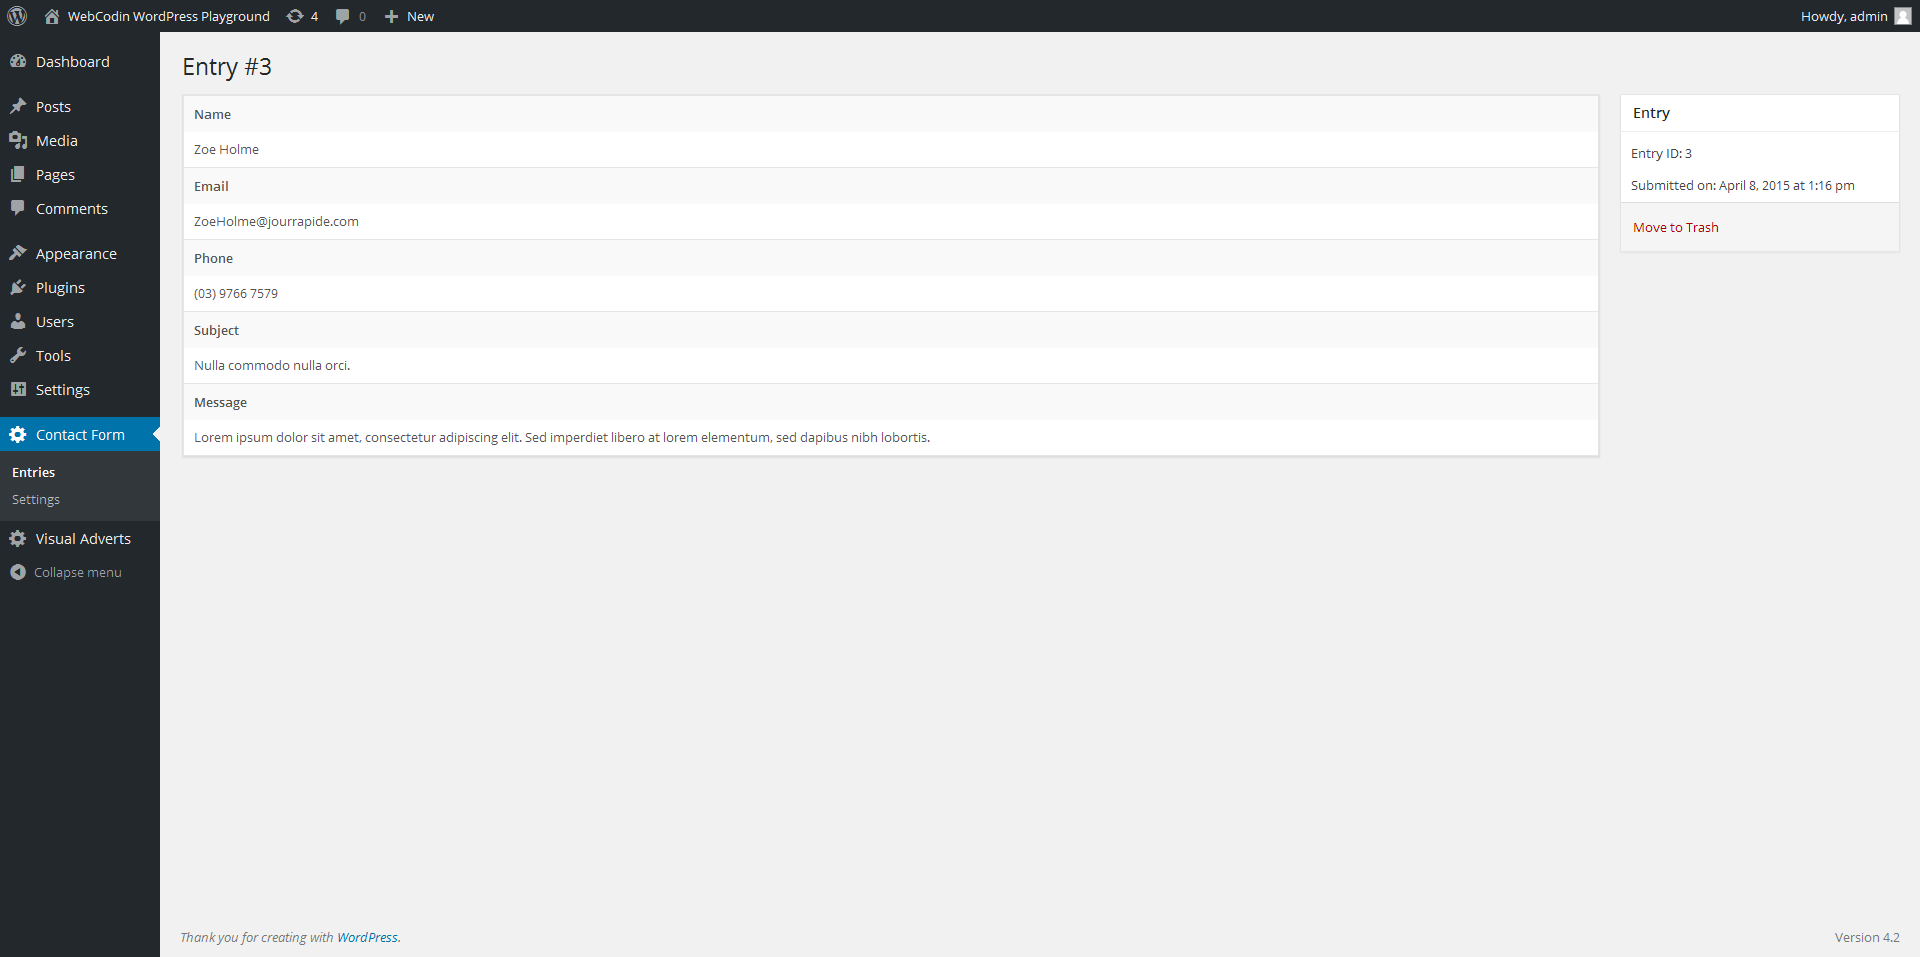 WebCodin WordPress Playground 4 0 New Howdy, admin
Dashboard
Posts
Media
Pages
Comments
Appearance
Plugins
Users
Tools
Settings
Contact Form
Entries
Settings
Visual Adverts
Collapse menu
Entry #3
Name
Zoe Holme
Email
ZoeHolme@jourrapide.com
Phone
(03) 9766 7579
Subject
Nulla commodo nulla orci.
Message
Lorem ipsum dolor sit amet, consectetur adipiscing elit. Sed imperdiet libero at lorem elementum, sed dapibus nibh lobortis.
Entry
Entry ID: 3
Submitted on: April 8, 2015 at 1:16 pm
Move to Trash
Thank you for creating with WordPress.
Version 4.2